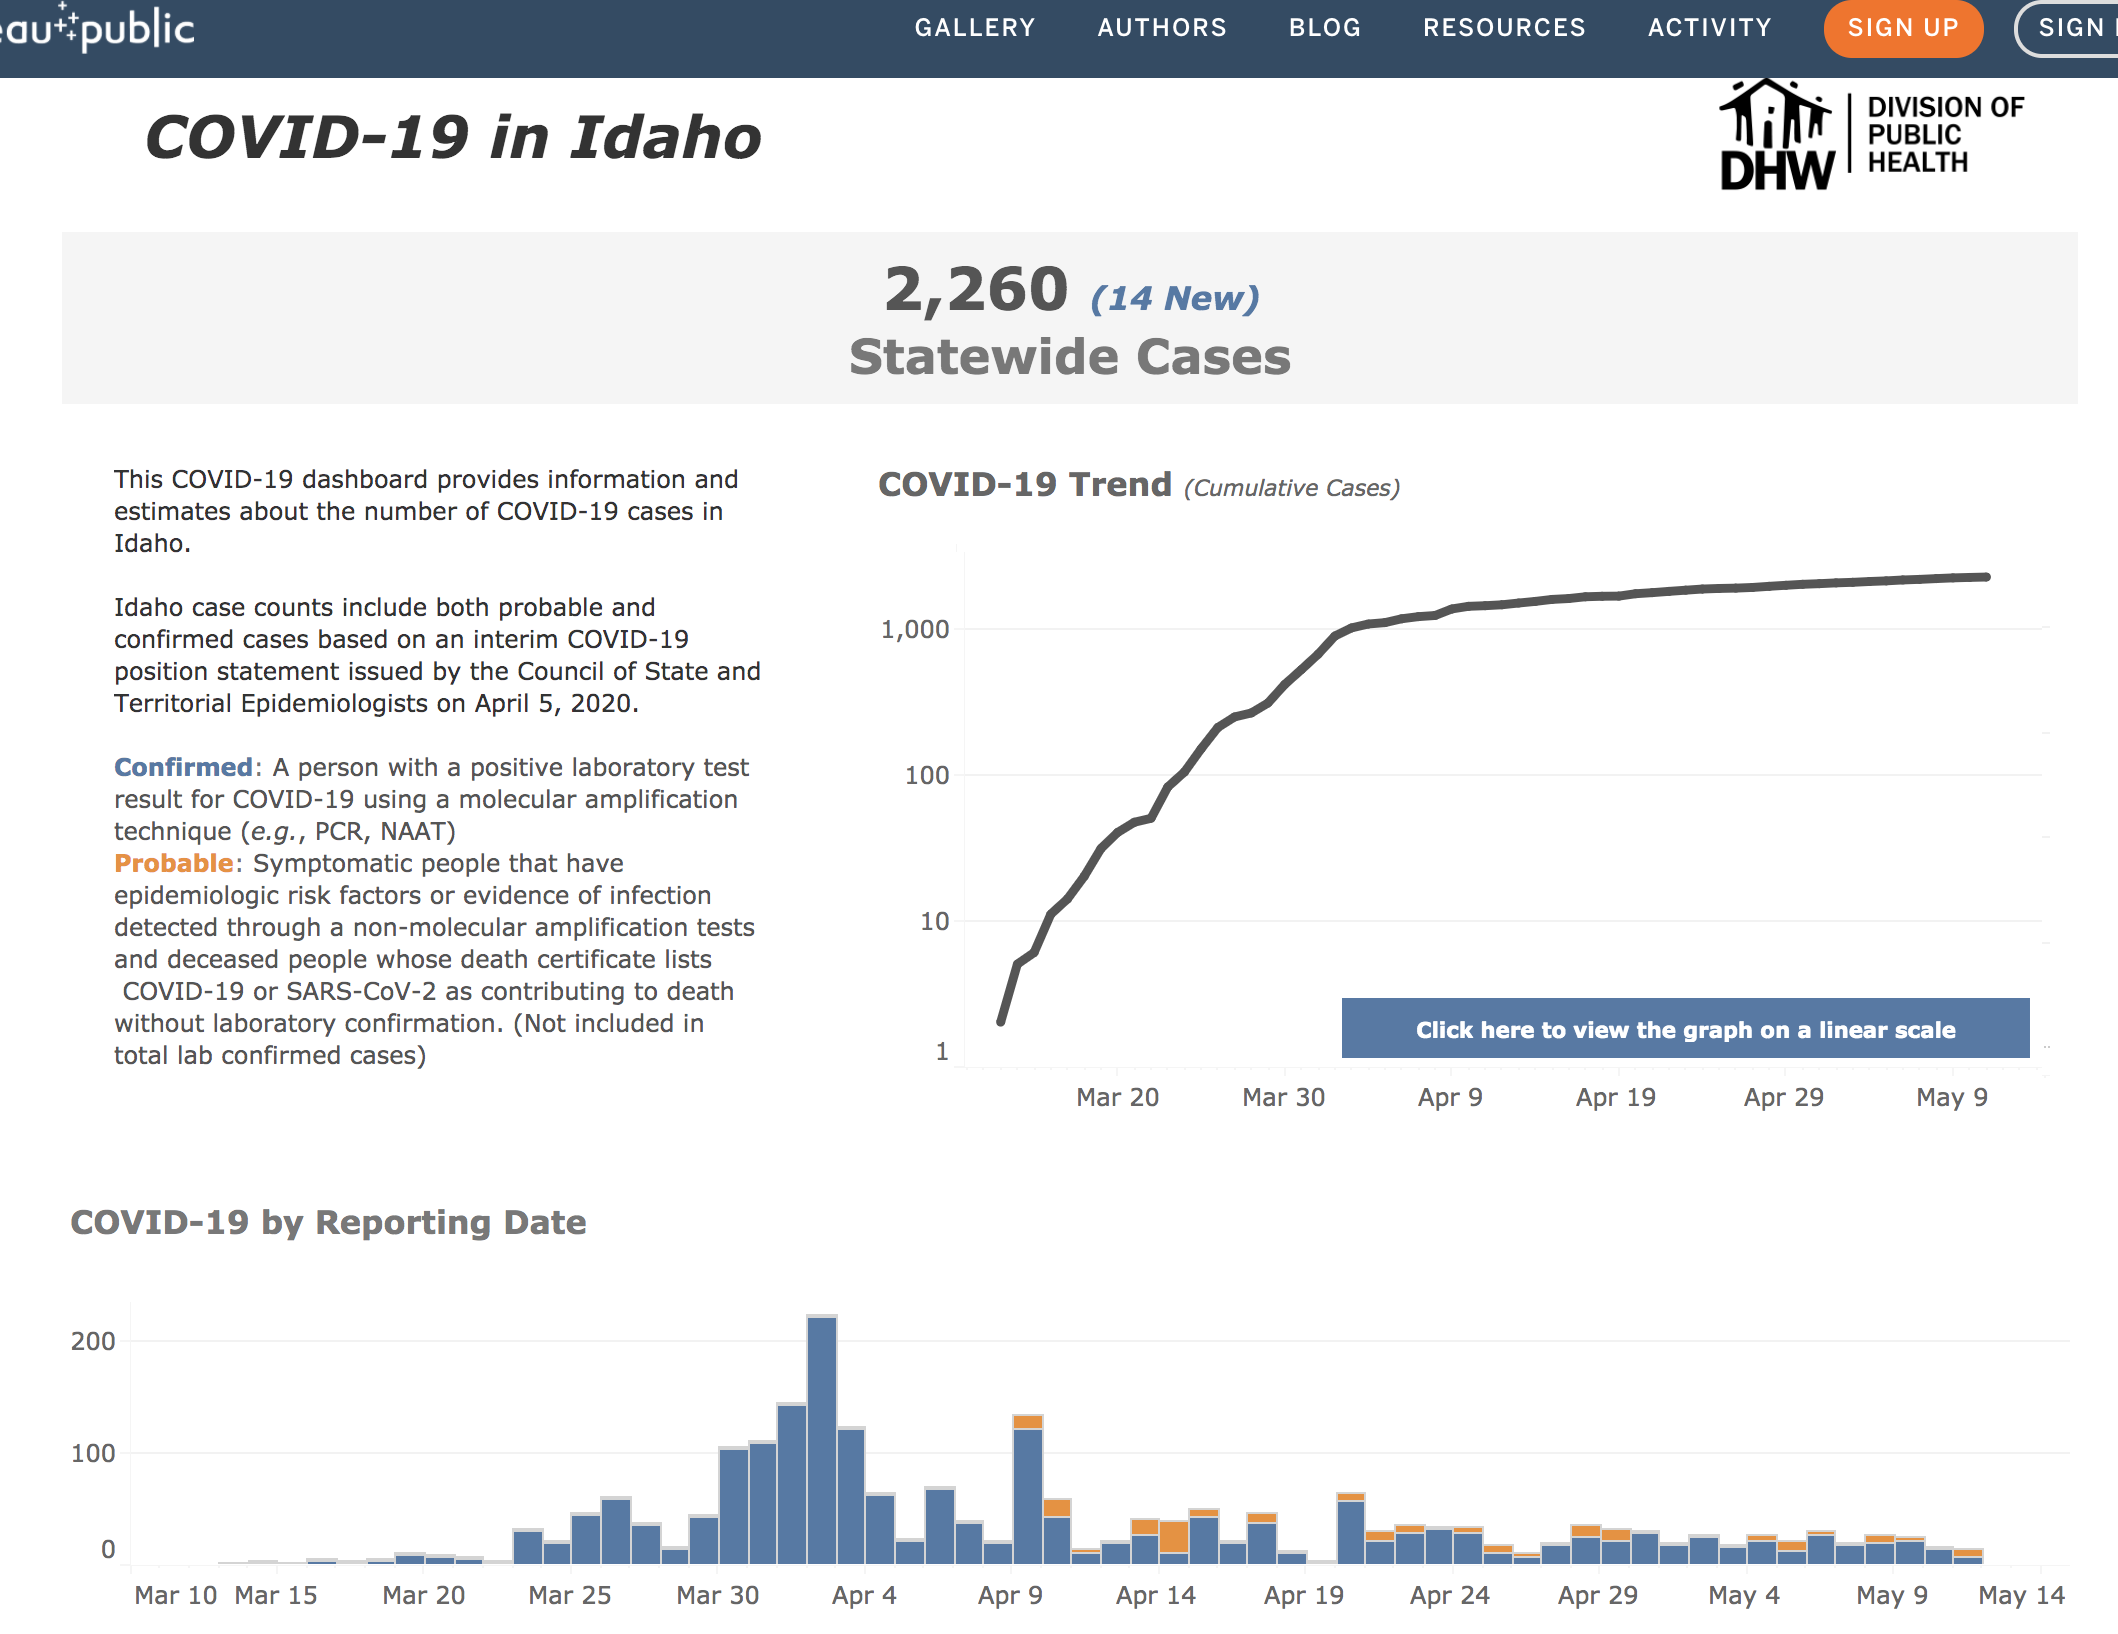 public
GALLERY AUTHORS BLOG RESOURCES ACTIVITY SIGN UP SIGN
COVID-19 in Idaho
DHW
DIVISION OF
PUBLIC
HEALTH
2,260 (14 New)
Statewide Cases
This COVID-19 dashboard provides information and
estimates about the number of COVID-19 cases in
Idaho.
Idaho case counts include both probable and
confirmed cases based on an interim COVID-19
position statement issued by the Council of State and
Territorial Epidemiologists on April 5, 2020.
Confirmed: A person with a positive laboratory test
result for COVID-19 using a molecular amplification
technique (e.g., PCR, NAAT)
Probable: Symptomatic people that have
epidemiologic risk factors or evidence of infection
detected through a non-molecular amplification tests
and deceased people whose death certificate lists
COVID-19 or SARS-CoV-2 as contributing to death
without laboratory confirmation. (Not included in
total lab confirmed cases)
COVID-19 Trend (Cumulative Cases)
1,000
100
10
1
Click here to view the graph on a linear scale
Mar 20 Mar 30 Apr 9 Apr 19 Apr 29 May 9
COVID-19 by Reporting Date
200
100
0
Mar 10 Mar 15 Mar 20 Mar 25 Mar 30 Apr 4 Apr 9 Apr 14 Apr 19 Apr 24 Apr 29 May 4 May 9 May 14